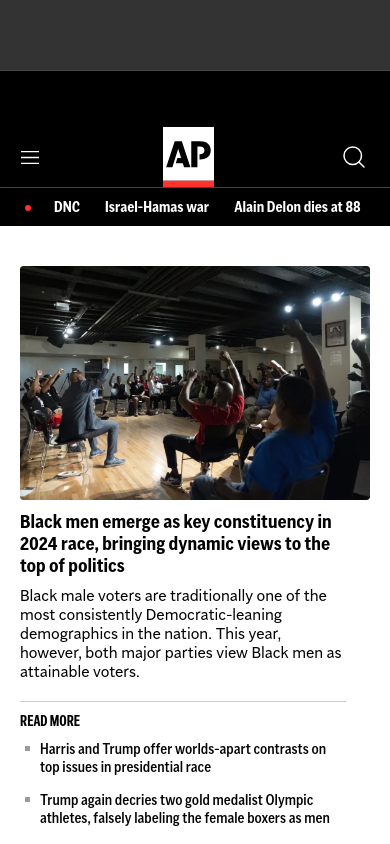 AP
DNC
Israel-Hamas war
Alain Delon dies at 88
Black men emerge as key constituency in
2024 race, bringing dynamic views to the
top of politics
Black male voters are traditionally one of the
most consistently Democratic-leaning
demographics in the nation. This year,
however, both major parties view Black men as
attainable voters.
READ MORE
Harris and Trump offer worlds-apart contrasts on
top issues in presidential race
Trump again decries two gold medalist Olympic
athletes, falsely labeling the female boxers as men